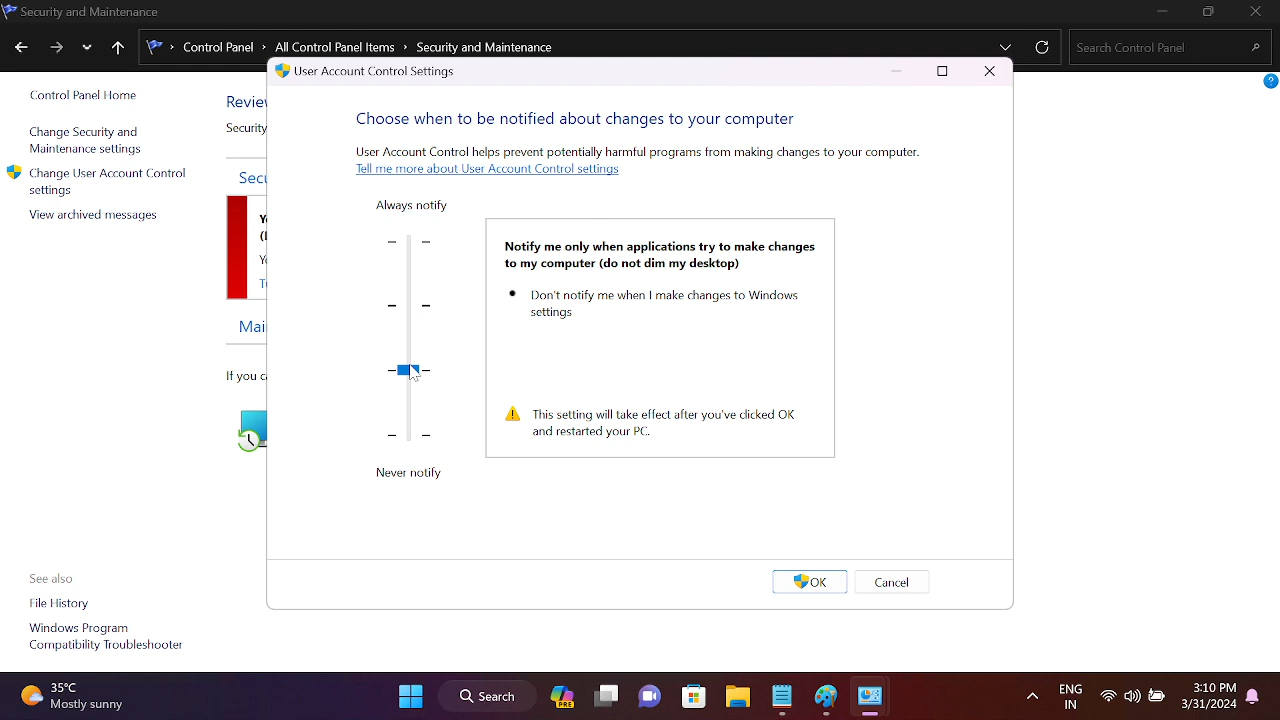 Security and Maintenance
Control Panel > All Control Panel Items > Security and Maintenance
Search Control Panel
User Account Control Settings
Control Panel Home
Change Security and
Maintenance settings
Change User Account Control
settings
View archived messages
Review
Security
Secu
Y
(
Y
T
Mai
If you c
Choose when to be notified about changes to your computer
User Account Control helps prevent potentially harmful programs from making changes to your computer.
Tell me more about User Account Control settings
Always notify
Notify me only when applications try to make changes
to my computer (do not dim my desktop)
Don't notify me when I make changes to Windows
settings
This setting will take effect after you've clicked OK
and restarted your PC.
Never notify
OK
Cancel
See also
File History
Windows Program
Compatibility Troubleshooter
35°C
Mostly sunny
Search
PRE
ENG
IN
3:10 PM
3/31/2024